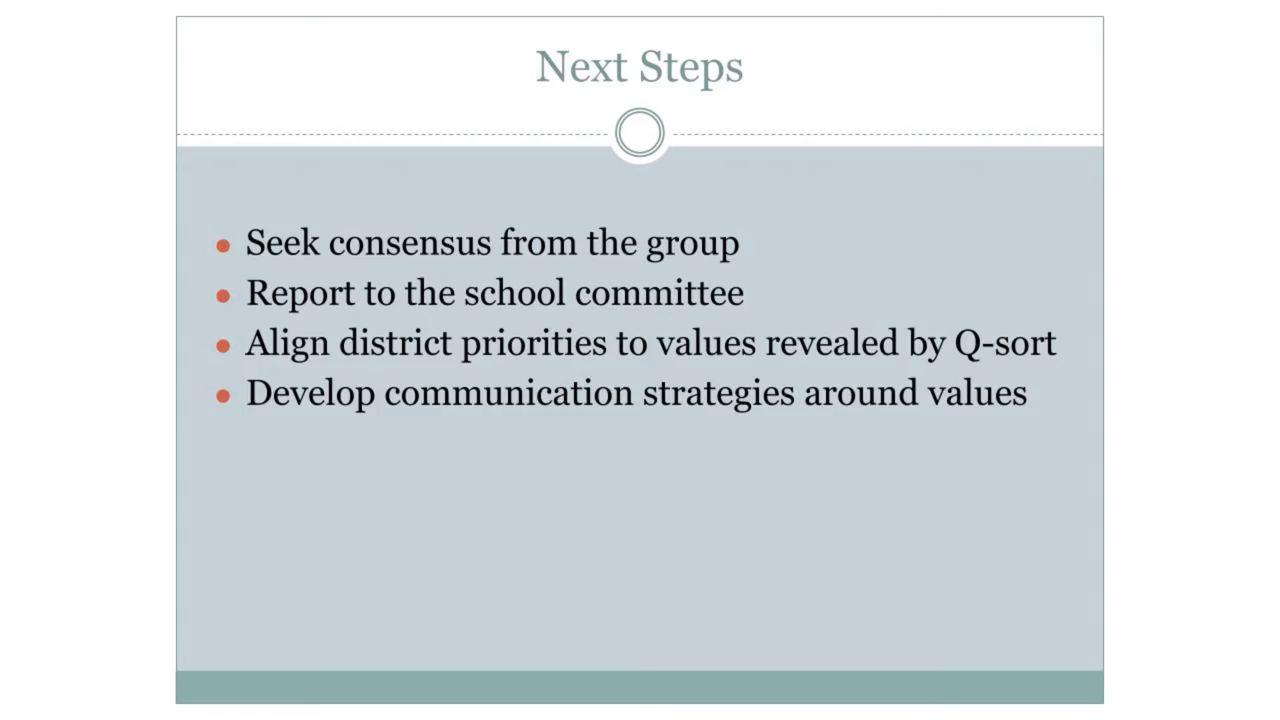 Next Steps
Seek consensus from the group
Report to the school committee
Align district priorities to values revealed by Q-sort
Develop communication strategies around values